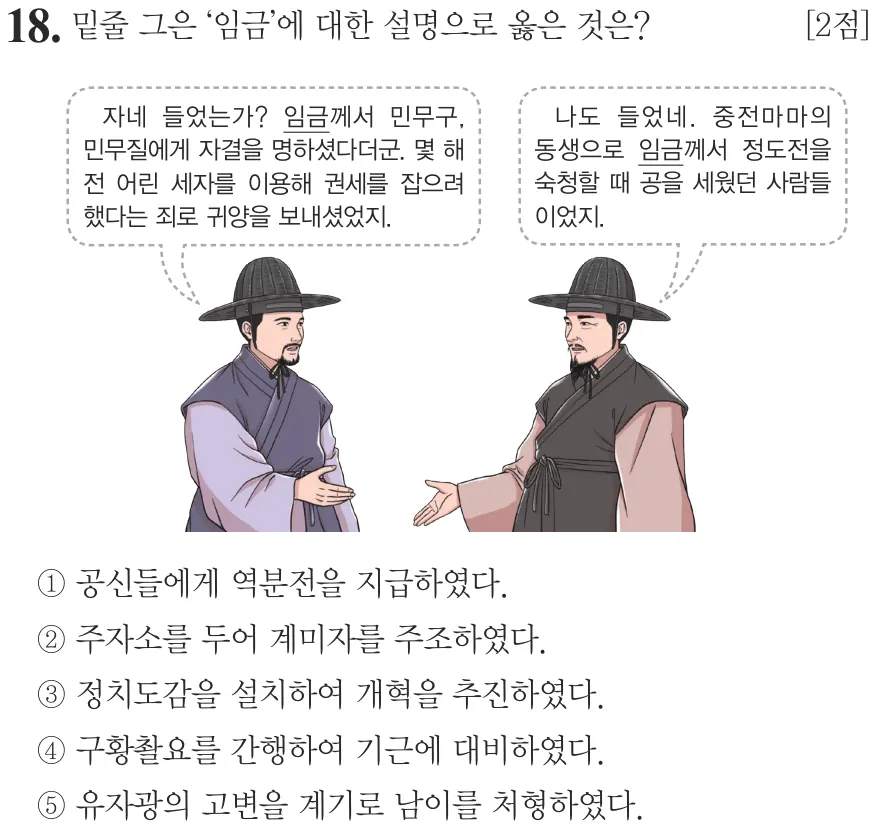 18. 밑줄 그은 ‘임금’에 대한 설명으로 옳은 것은? [2점]
자네 들었는가? 임금께서 민무구,
민무질에게 자결을 명하셨다더군. 몇 해
전 어린 세자를 이용해 권세를 잡으려
했다는 죄로 귀양을 보내셨었지.
나도 들었네. 중전마마의
동생으로 임금께서 정도전을
숙청할 때 공을 세웠던 사람들
이었지.
① 공신들에게 역분전을 지급하였다.
② 주자소를 두어 계미자를 주조하였다.
③ 정치도감을 설치하여 개혁을 추진하였다.
④ 구황촬요를 간행하여 기근에 대비하였다.
⑤ 유자광의 고변을 계기로 남이를 처형하였다.